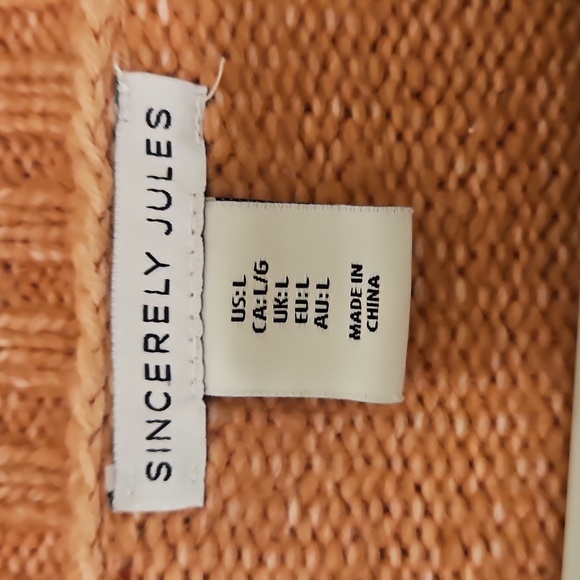 SINCERELY JULES
US:L
CA:L/G
UK:L
EU:L
AU:L
MADE IN
CHINA